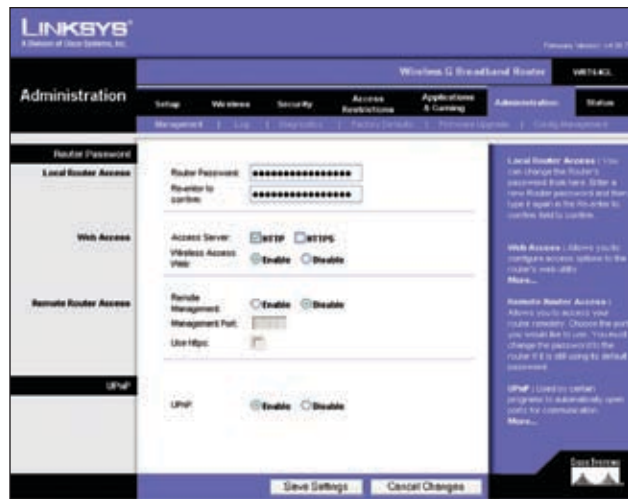 LINKSYS®
A Division of Cisco Systems, Inc.
Firmware Version:
Wireless-G Broadband Router WRT54GL
Administration
Setup Wireless Security Access Restrictions Applications & Gaming Administration Status
Management | Log | Diagnostics | Factory Defaults | Firmware Upgrade | Config Management
Router Password
Local Router Access
Router Password:
Re-enter to confirm:
Web Access
Access Server: HTTP HTTPS
Wireless Access Web: Enable Disable
Remote Router Access
Remote Management: Enable Disable
Management Port:
Use https:
UPnP
UPnP: Enable Disable
Save Settings Cancel Changes
Local Router Access : You
can change the Router's
password from here. Enter a
new Router password and then
type it again in the Re-enter to
confirm field to confirm.
Web Access : Allows you to
configure access options to the
router's web utility.
More...
Remote Router Access :
Allows you to access your
router remotely. Choose the port
you would like to use. You must
change the password to the
router if it is still using its default
password.
UPnP : Used by certain
programs to automatically open
ports for communication.
More...
Cisco Systems